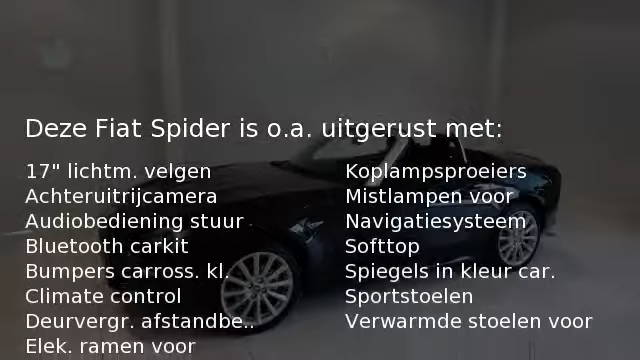 Deze Fiat Spider is o.a. uitgerust met:
17" lichtm. velgen
Achteruitrijcamera
Audiobediening stuur
Bluetooth carkit
Bumpers carross. kl.
Climate control
Deurvergr. afstandbe..
Elek. ramen voor
Koplampsproeiers
Mistlampen voor
Navigatiesysteem
Softtop
Spiegels in kleur car.
Sportstoelen
Verwarmde stoelen voor